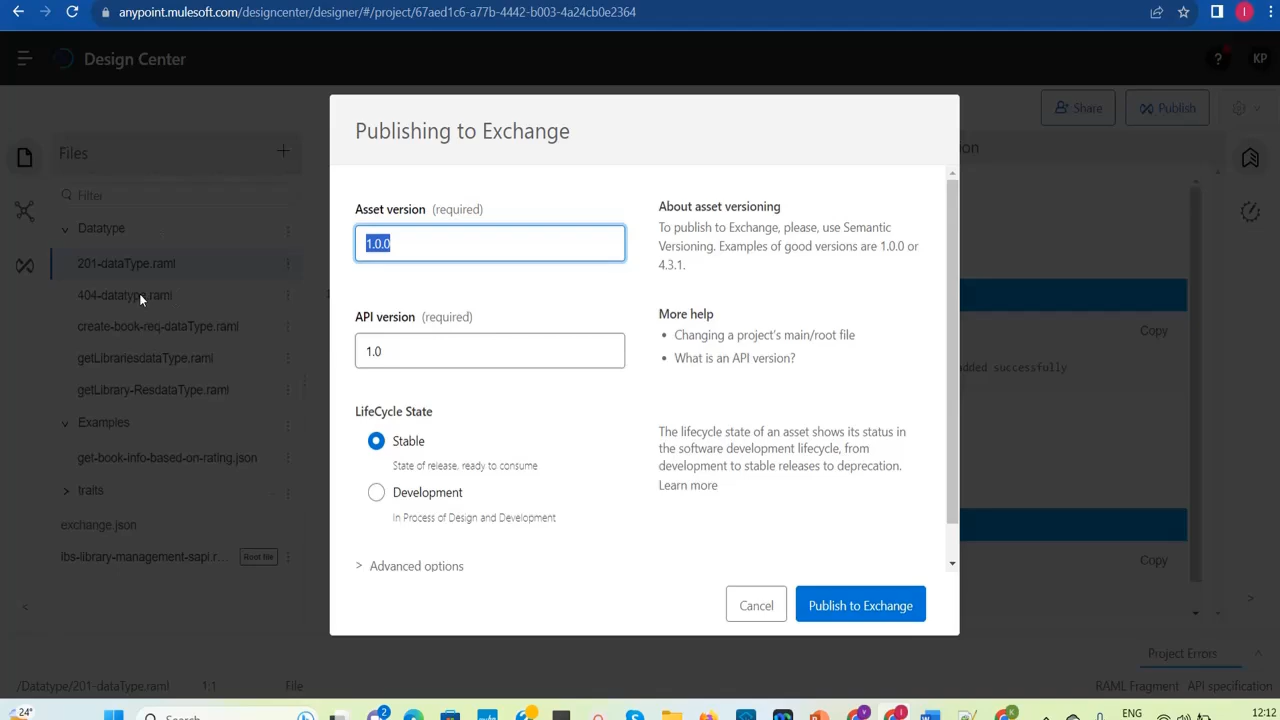 anypoint.mulesoft.com/designcenter/designer/#/project/67aed1c6-a77b-4442-b003-4a24cb0e2364
I
Design Center
?
KP
Share
Publish
Files
Filter
Datatype
201-dataType.raml
404-datatype.raml
create-book-req-dataType.raml
getLibrariesdataType.raml
getLibrary-ResdataType.raml
Examples
get-book-info-based-on-rating.json
traits
exchange.json
lbs-library-management-sapi.r...
Root file
Publishing to Exchange
Asset version (required)
1.0.0
API version (required)
1.0
LifeCycle State
Stable
State of release, ready to consume
Development
In Process of Design and Development
> Advanced options
About asset versioning
To publish to Exchange, please, use Semantic
Versioning. Examples of good versions are 1.0.0 or
4.3.1.
More help
• Changing a project's main/root file
• What is an API version?
The lifecycle state of an asset shows its status in
the software development lifecycle, from
development to stable releases to deprecation.
Learn more
Cancel
Publish to Exchange
ion
Copy
dded successfully
Copy
Project Errors
/Datatype/201-dataType.raml
1:1
File
RAML Fragment
API specification
24°
Search
2
ENG
12:12